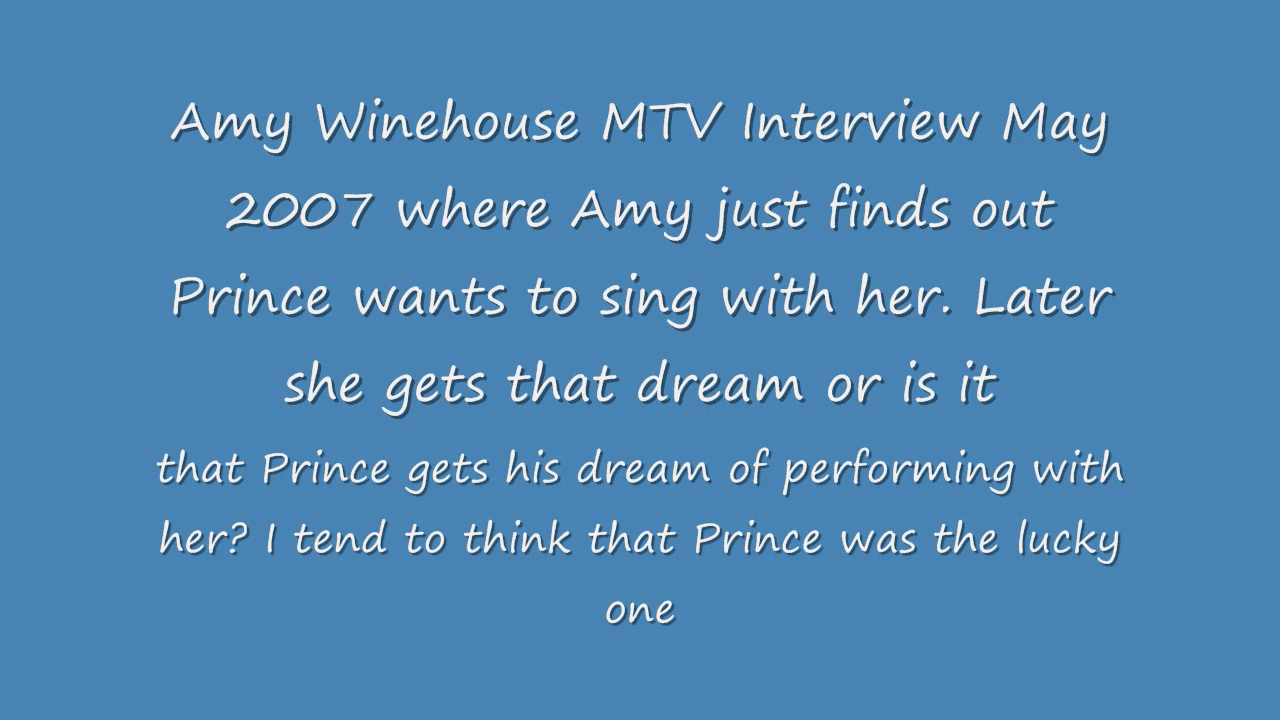 Amy Winehouse MTV Interview May
2007 where Amy just finds out
Prince wants to sing with her. Later
she gets that dream or is it
that Prince gets his dream of performing with
her? I tend to think that Prince was the lucky
one